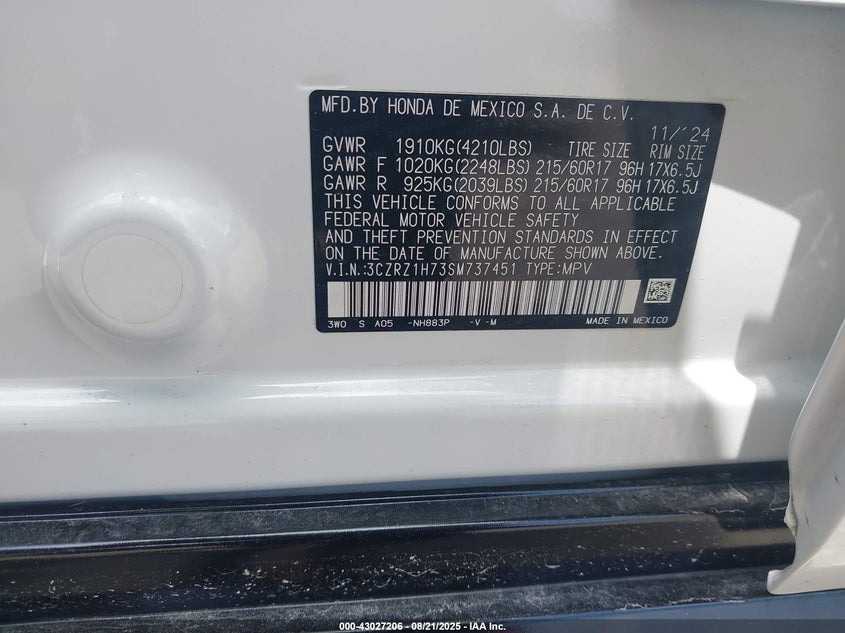 MFD.BY HONDA DE MEXICO S.A. DE C.V.
11/'24
GVWR 1910KG(4210LBS) TIRE SIZE RIM SIZE
GAWR F 1020KG(2248LBS) 215/60R17 96H 17X6.5J
GAWR R 925KG(2039LBS) 215/60R17 96H 17X6.5J
THIS VEHICLE CONFORMS TO ALL APPLICABLE
FEDERAL MOTOR VEHICLE SAFETY
AND THEFT PREVENTION STANDARDS IN EFFECT
ON THE DATE OF MANUFACTURE SHOWN ABOVE.
V.I.N.:3CZRZ1H73SM737451 TYPE:MPV
3W0 S A05 -NH883P -V -M MADE IN MEXICO
000-43027206 - 08/21/2025 - IAA Inc.